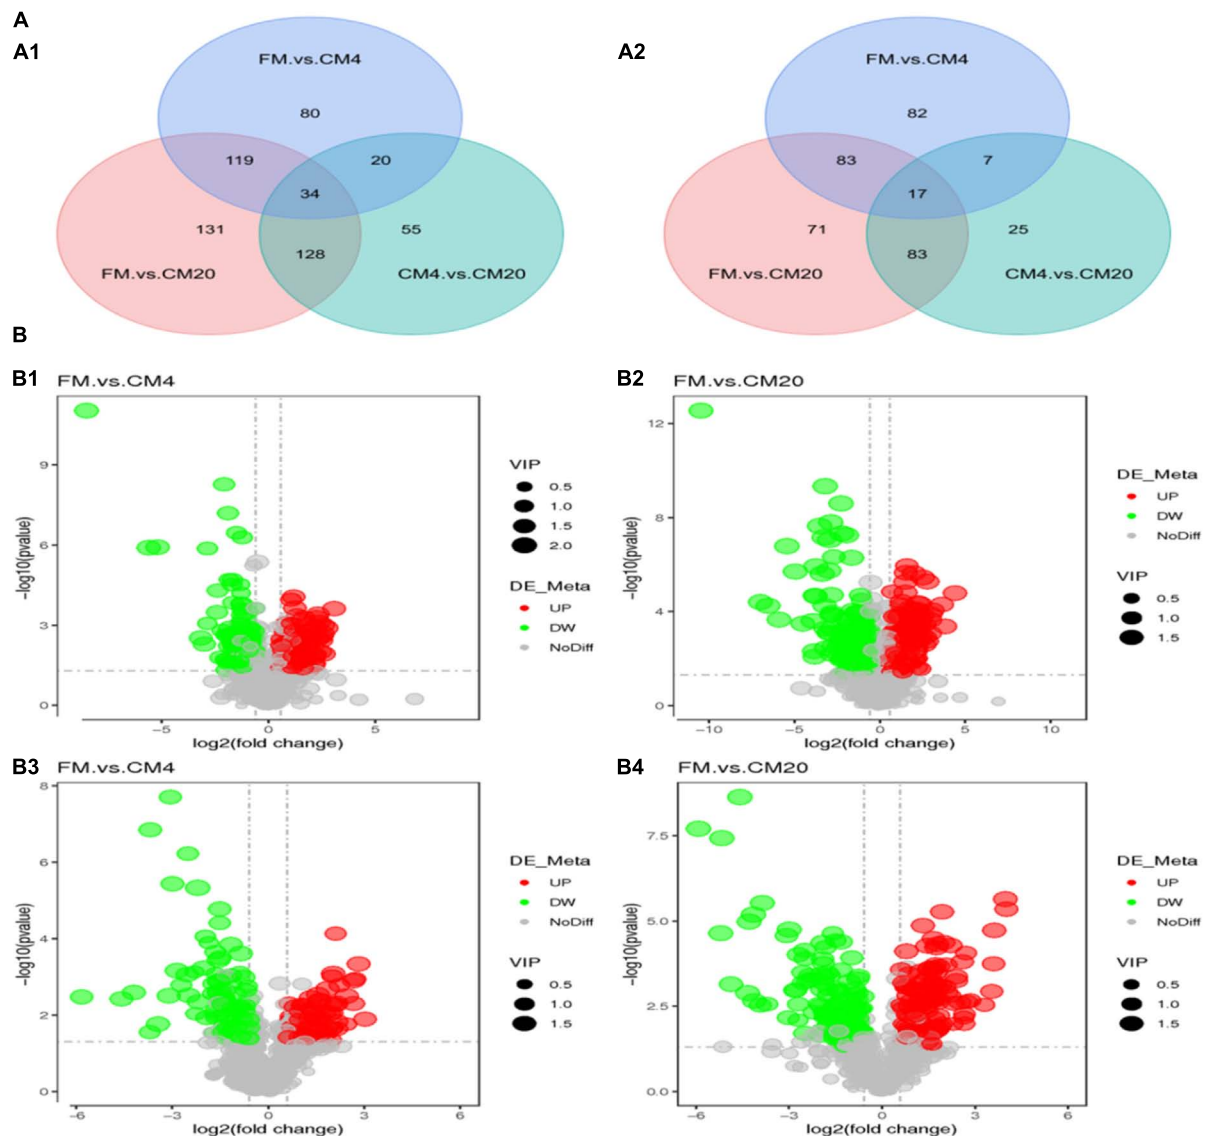 A
A1
A2
FM.vs.CM4
FM.vs.CM4
80
82
119
20
83
7
34
17
131
55
71
25
128
83
FM.vs.CM20
CM4.vs.CM20
FM.vs.CM20
CM4.vs.CM20
B
B1
FM.vs.CM4
9
6
3
0
-5
0
5
-log10(pvalue)
log2(fold change)
VIP
0.5
1.0
1.5
2.0
DE_Meta
UP
DW
NoDiff
B2
FM.vs.CM20
12
8
4
0
-10
-5
0
5
10
-log10(pvalue)
log2(fold change)
DE_Meta
UP
DW
NoDiff
VIP
0.5
1.0
1.5
B3
FM.vs.CM4
8
6
4
2
0
-6
-3
0
3
6
-log10(pvalue)
log2(fold change)
DE_Meta
UP
DW
NoDiff
VIP
0.5
1.0
1.5
B4
FM.vs.CM20
7.5
5.0
2.5
0.0
-6
-3
0
3
6
-log10(pvalue)
log2(fold change)
DE_Meta
UP
DW
NoDiff
VIP
0.5
1.0
1.5